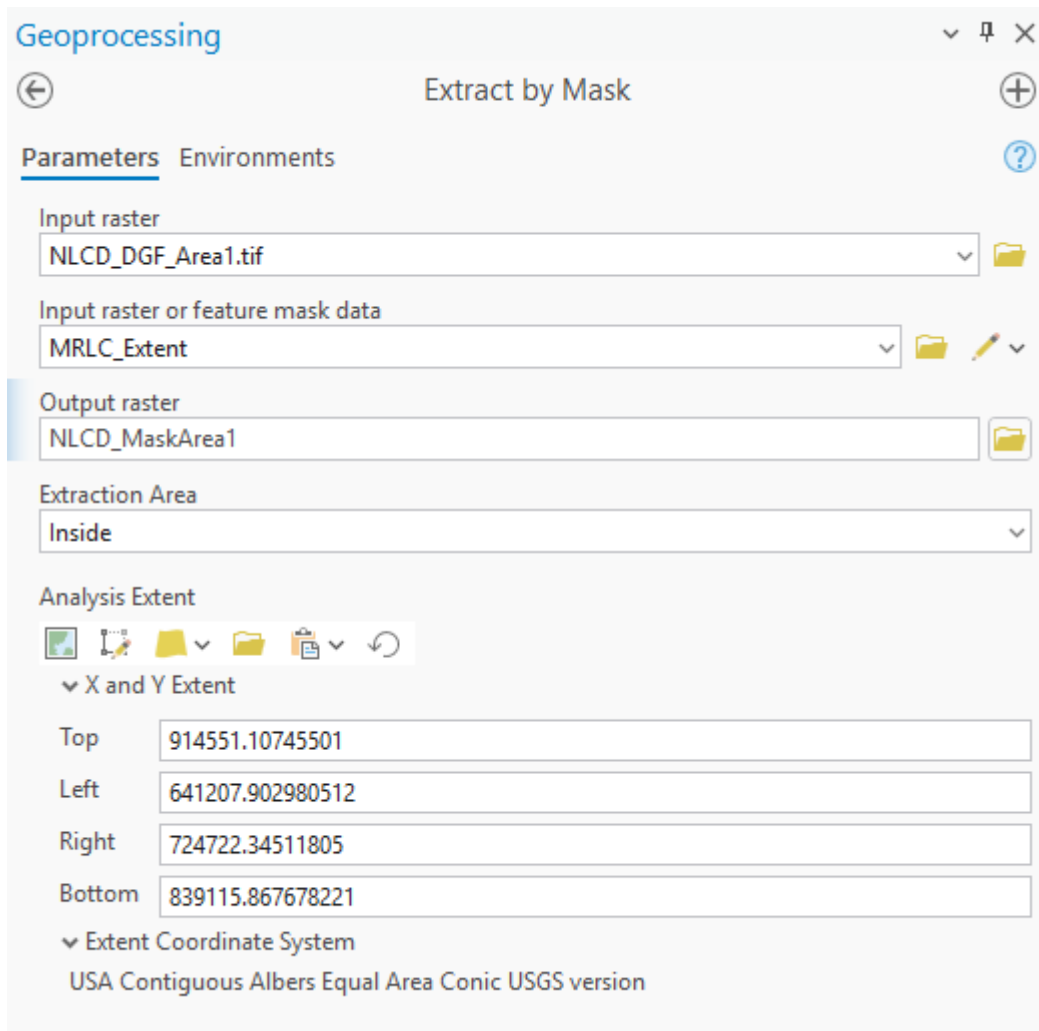 Geoprocessing
Extract by Mask
Parameters Environments
Input raster
NLCD_DGF_Area1.tif
Input raster or feature mask data
MRLC_Extent
Output raster
NLCD_MaskArea1
Extraction Area
Inside
Analysis Extent
X and Y Extent
Top 914551.10745501
Left 641207.902980512
Right 724722.34511805
Bottom 839115.867678221
Extent Coordinate System
USA Contiguous Albers Equal Area Conic USGS version